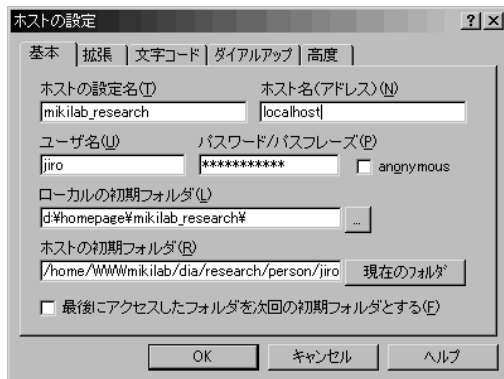 ホストの設定 ? ×
基本 拡張 文字コード ダイアルアップ 高度
ホストの設定名(T) ホスト名(アドレス)(N)
mikilab_research localhost
ユーザ名(U) パスワード/パスフレーズ(P)
jiro *********** anonymous
ローカルの初期フォルダ(L)
d:¥homepage¥mikilab_research¥ ...
ホストの初期フォルダ(R)
/home/WWWmikilab/dia/research/person/jiro 現在のフォルダ
最後にアクセスしたフォルダを次回の初期フォルダとする(F)
OK キャンセル ヘルプ